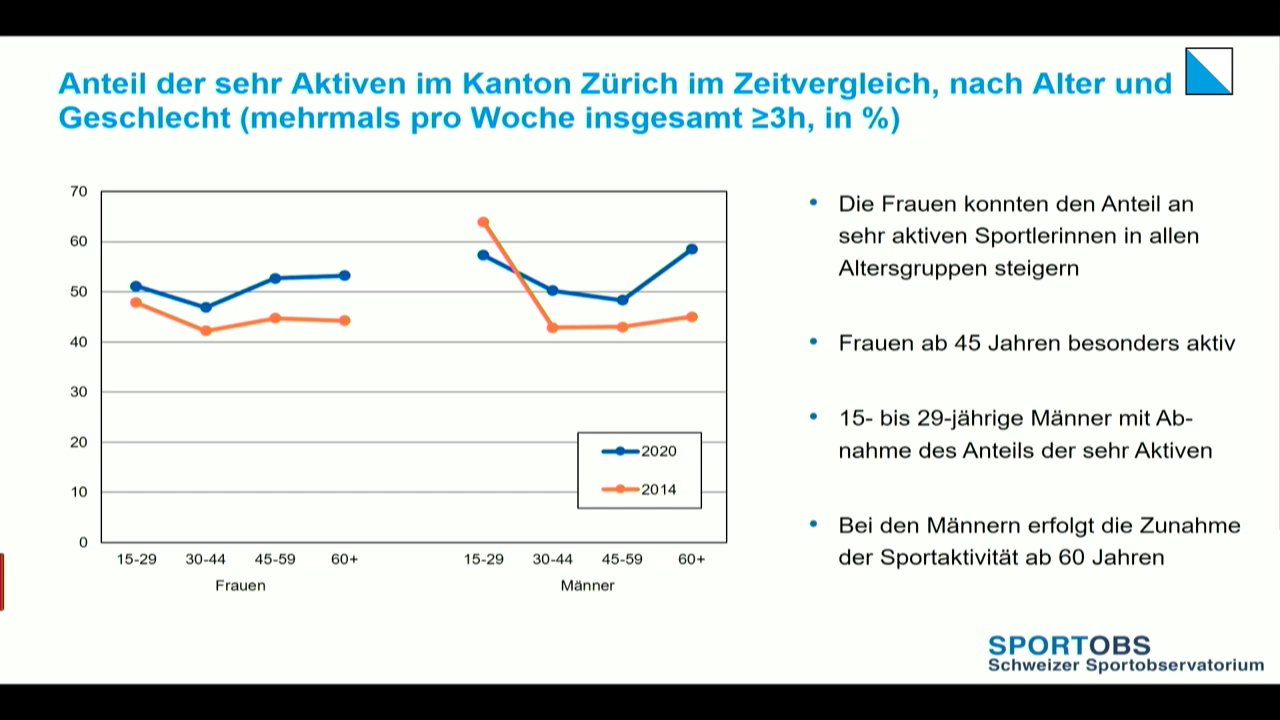 Anteil der sehr Aktiven im Kanton Zürich im Zeitvergleich, nach Alter und
Geschlecht (mehrmals pro Woche insgesamt ≥3h, in %)
70
60
50
40
30
20
10
0
2020
2014
15-29 30-44 45-59 60+ 15-29 30-44 45-59 60+
Frauen Männer
• Die Frauen konnten den Anteil an
sehr aktiven Sportlerinnen in allen
Altersgruppen steigern
• Frauen ab 45 Jahren besonders aktiv
• 15- bis 29-jährige Männer mit Ab-
nahme des Anteils der sehr Aktiven
• Bei den Männern erfolgt die Zunahme
der Sportaktivität ab 60 Jahren
SPORTOBS
Schweizer Sportobservatorium